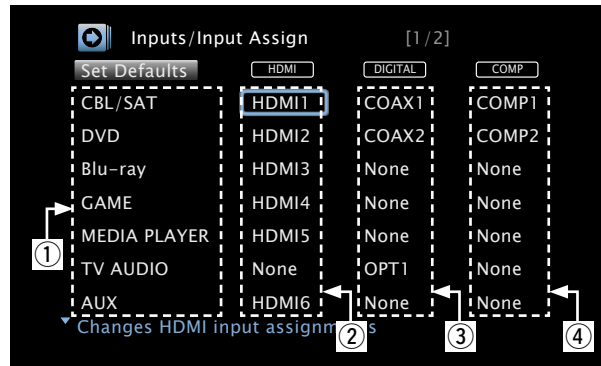 Inputs/Input Assign [1/2]
Set Defaults HDMI DIGITAL COMP
CBL/SAT HDMI1 COAX1 COMP1
DVD HDMI2 COAX2 COMP2
Blu-ray HDMI3 None None
GAME HDMI4 None None
MEDIA PLAYER HDMI5 None None
TV AUDIO None OPT1 None
AUX HDMI6 None None
Changes HDMI input
① ② ③ ④